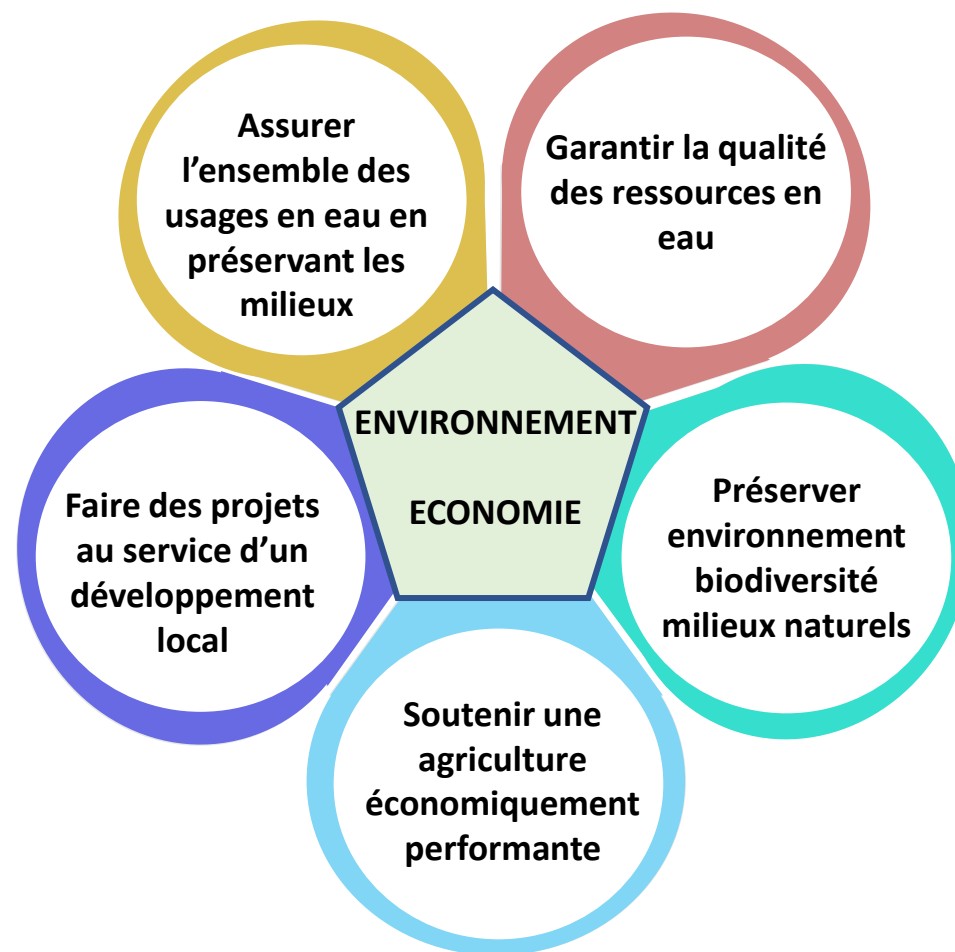 Assurer
l’ensemble des
usages en eau en
préservant les
milieux
Garantir la qualité
des ressources en
eau
ENVIRONNEMENT
ECONOMIE
Faire des projets
au service d’un
développement
local
Préserver
environnement
biodiversité
milieux naturels
Soutenir une
agriculture
économiquement
performante